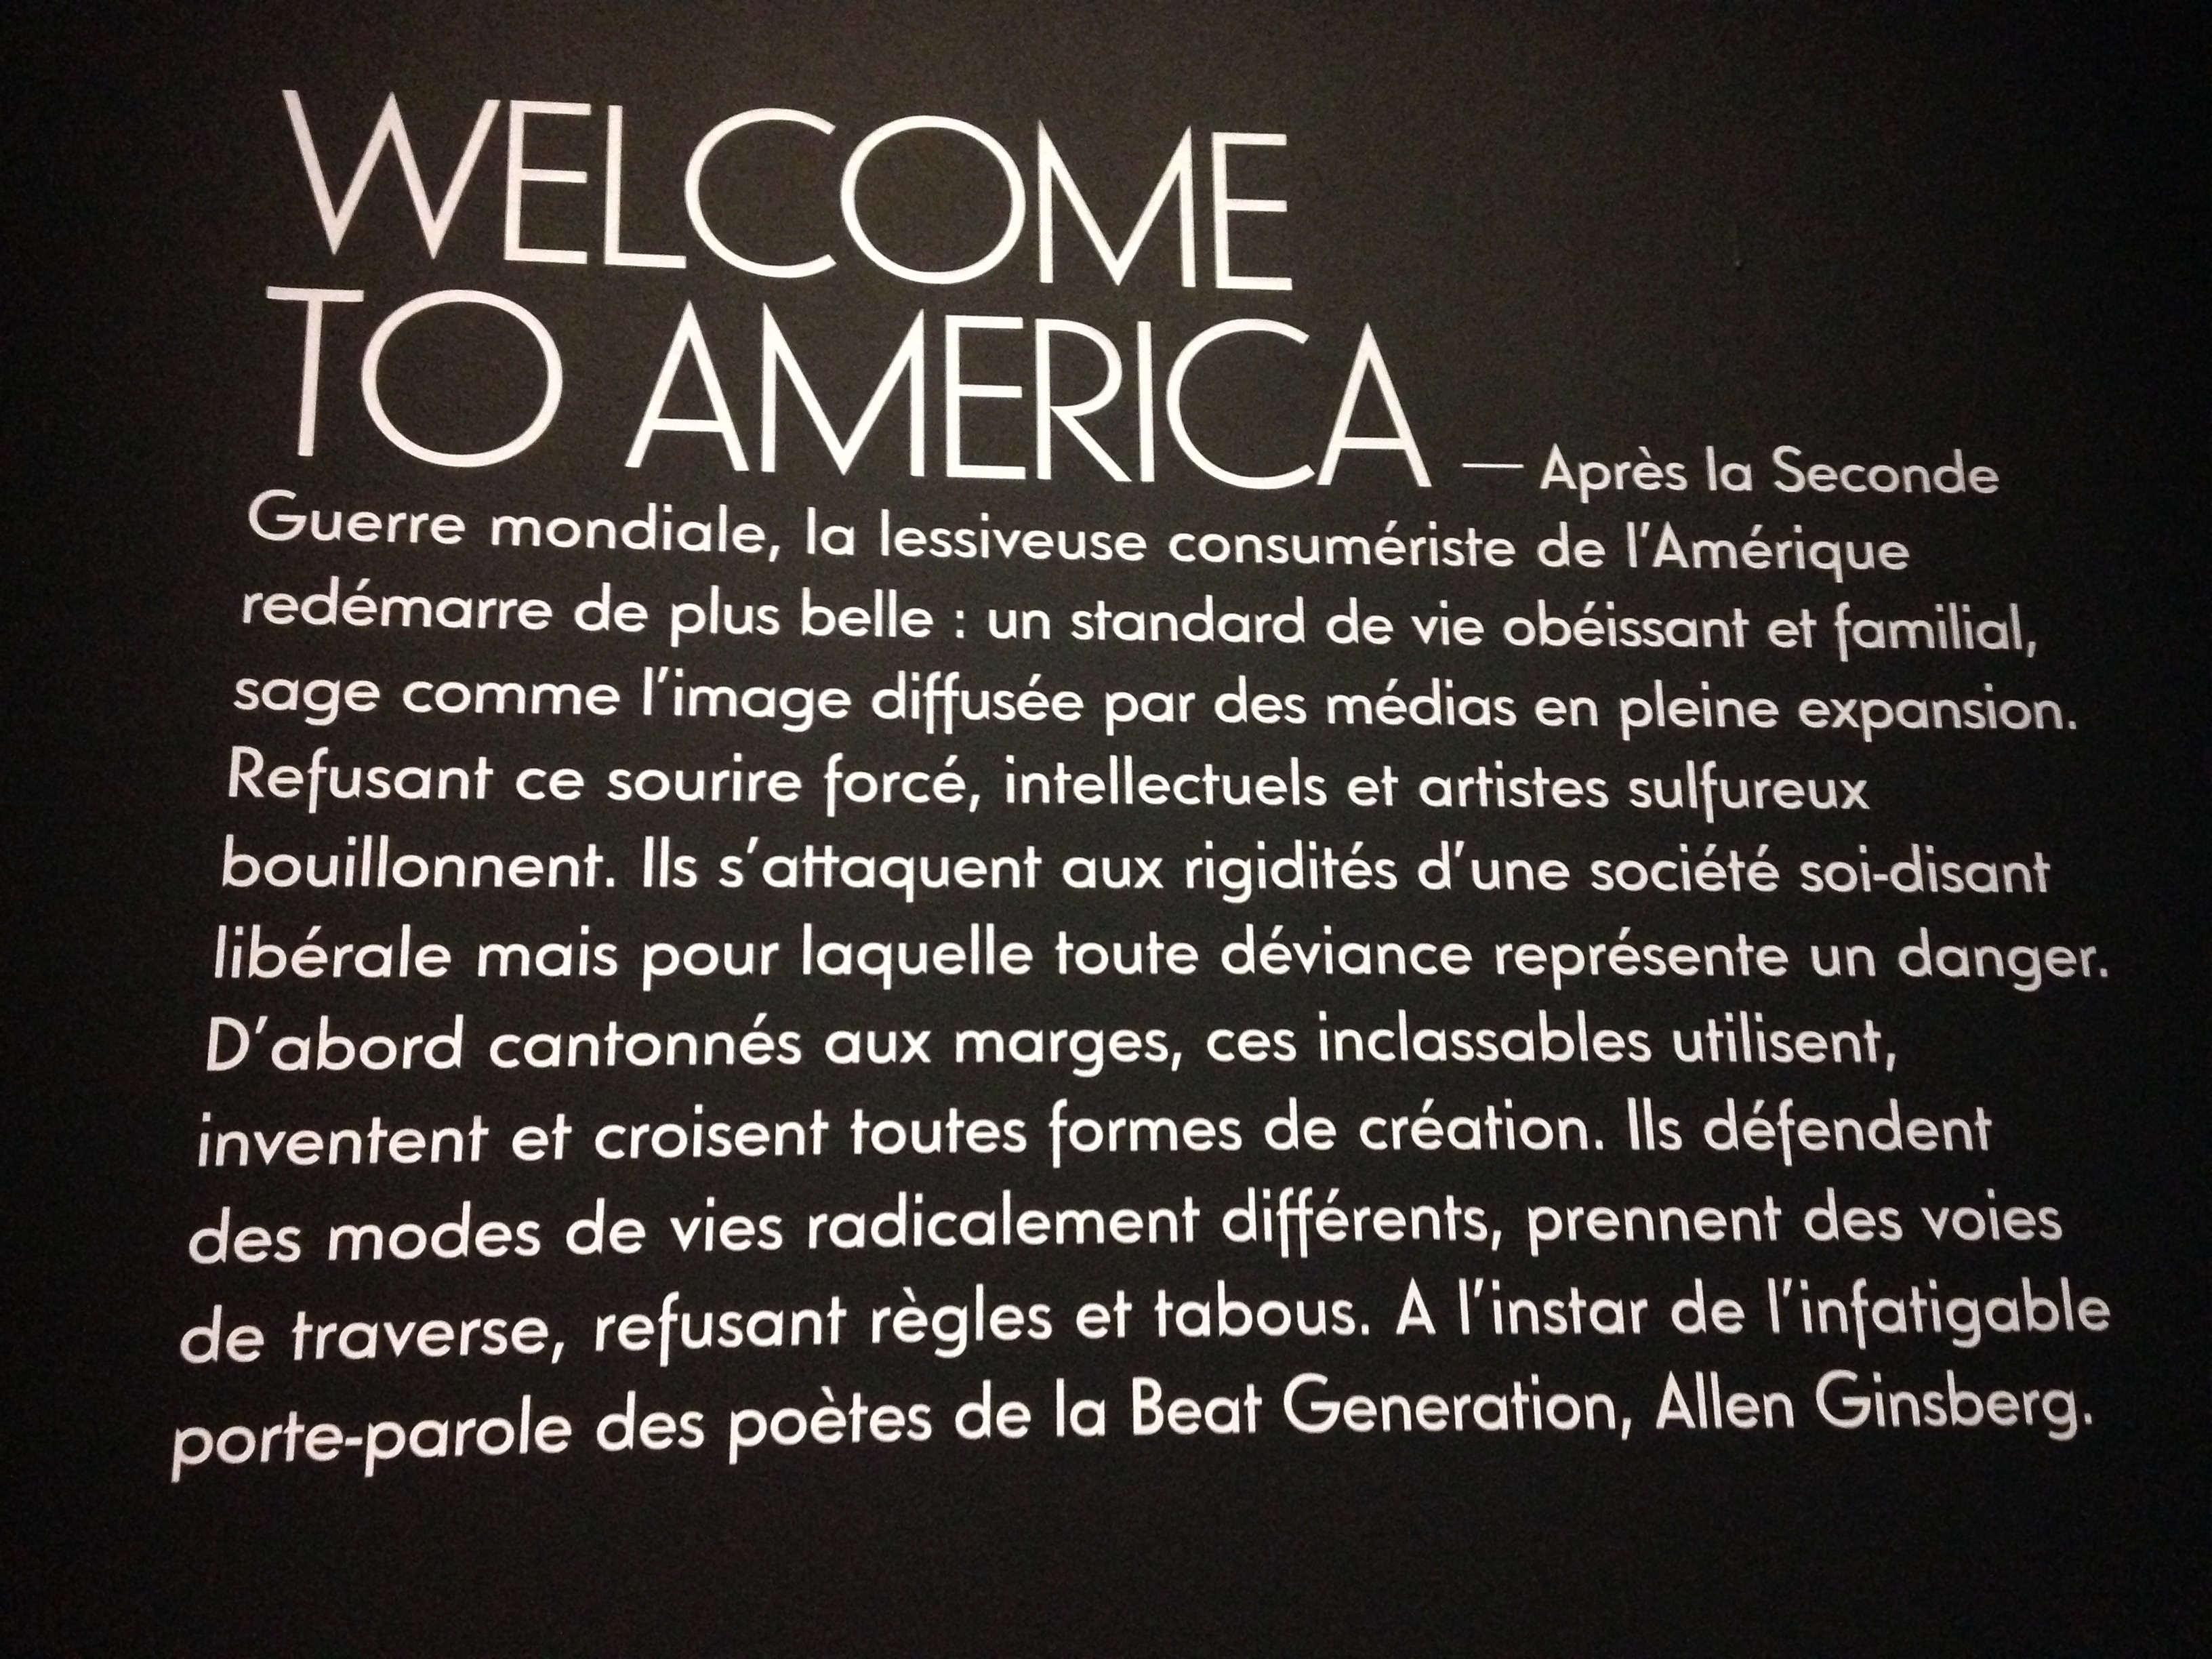 WELCOME
TO AMERICA — Après la Seconde
Guerre mondiale, la lessiveuse consumériste de l'Amérique
redémarre de plus belle : un standard de vie obéissant et familial,
sage comme l'image diffusée par des médias en pleine expansion.
Refusant ce sourire forcé, intellectuels et artistes sulfureux
bouillonnent. Ils s'attaquent aux rigidités d'une société soi-disant
libérale mais pour laquelle toute déviance représente un danger.
D'abord cantonnés aux marges, ces inclassables utilisent,
inventent et croisent toutes formes de création. Ils défendent
des modes de vies radicalement différents, prennent des voies
de traverse, refusant règles et tabous. A l'instar de l'infatigable
porte-parole des poètes de la Beat Generation, Allen Ginsberg.